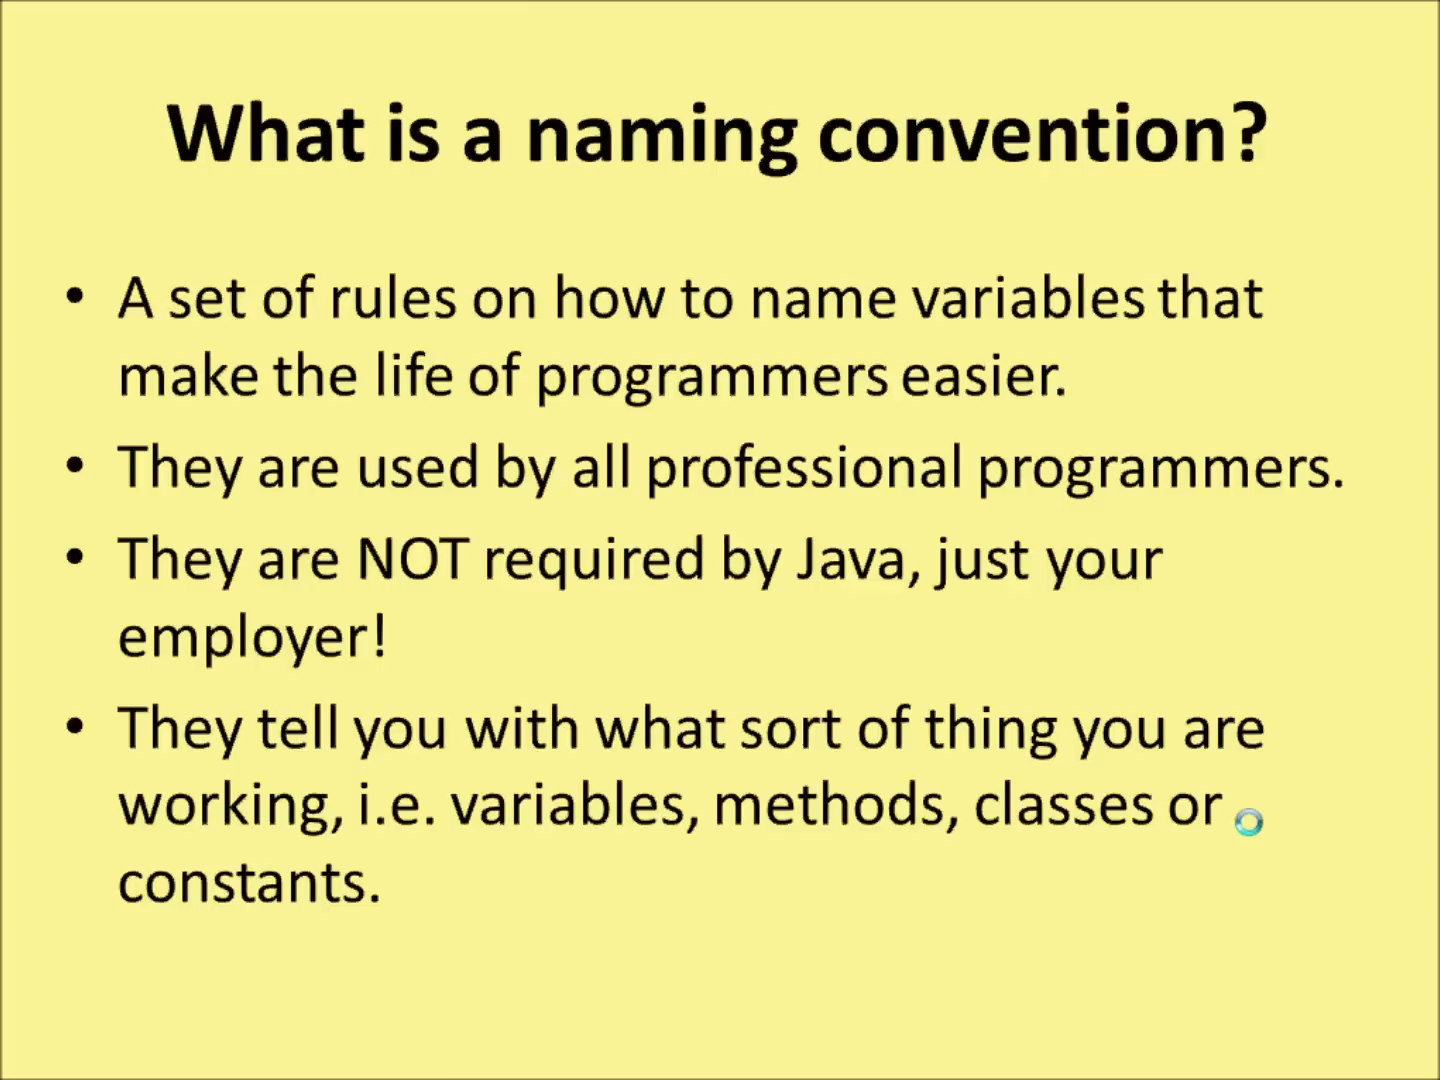 What is a naming convention?
• A set of rules on how to name variables that
make the life of programmers easier.
• They are used by all professional programmers.
• They are NOT required by Java, just your
employer!
• They tell you with what sort of thing you are
working, i.e. variables, methods, classes or
constants.